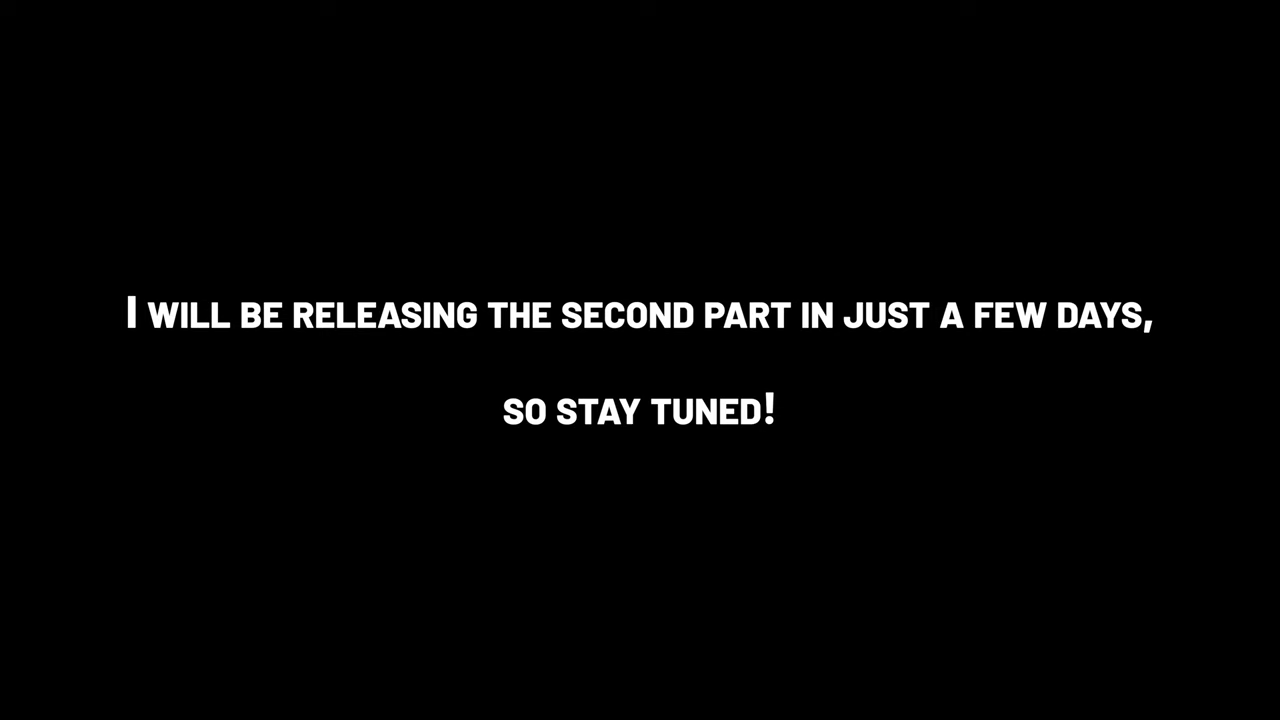 I will be releasing the second part in just a few days,
so stay tuned!